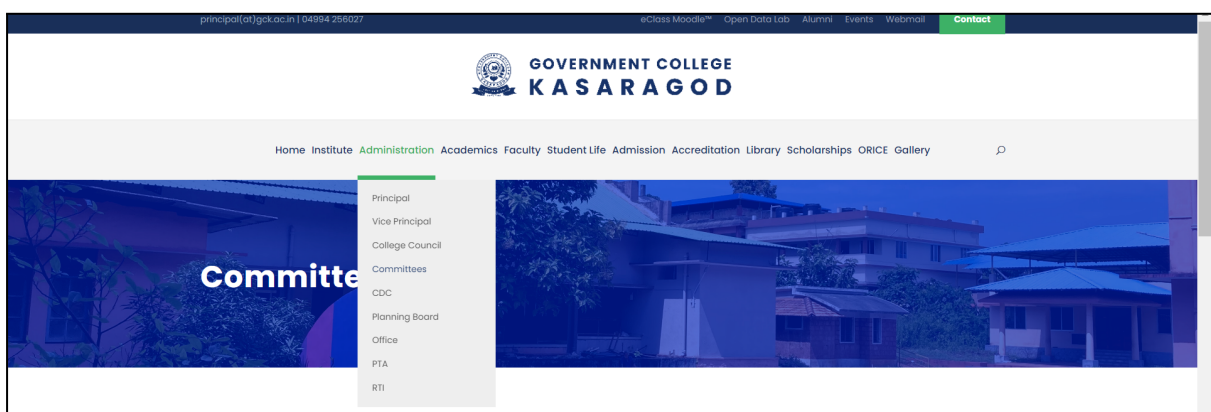 principal(at)gck.ac.in | 04994 256027
eClass Moodle™ Open Data Lab Alumni Events Webmail Contact
GOVERNMENT COLLEGE
KASARAGOD
Home Institute Administration Academics Faculty Student Life Admission Accreditation Library Scholarships ORICE Gallery
Principal
Vice Principal
College Council
Committees
CDC
Planning Board
Office
PTA
RTI
Committe